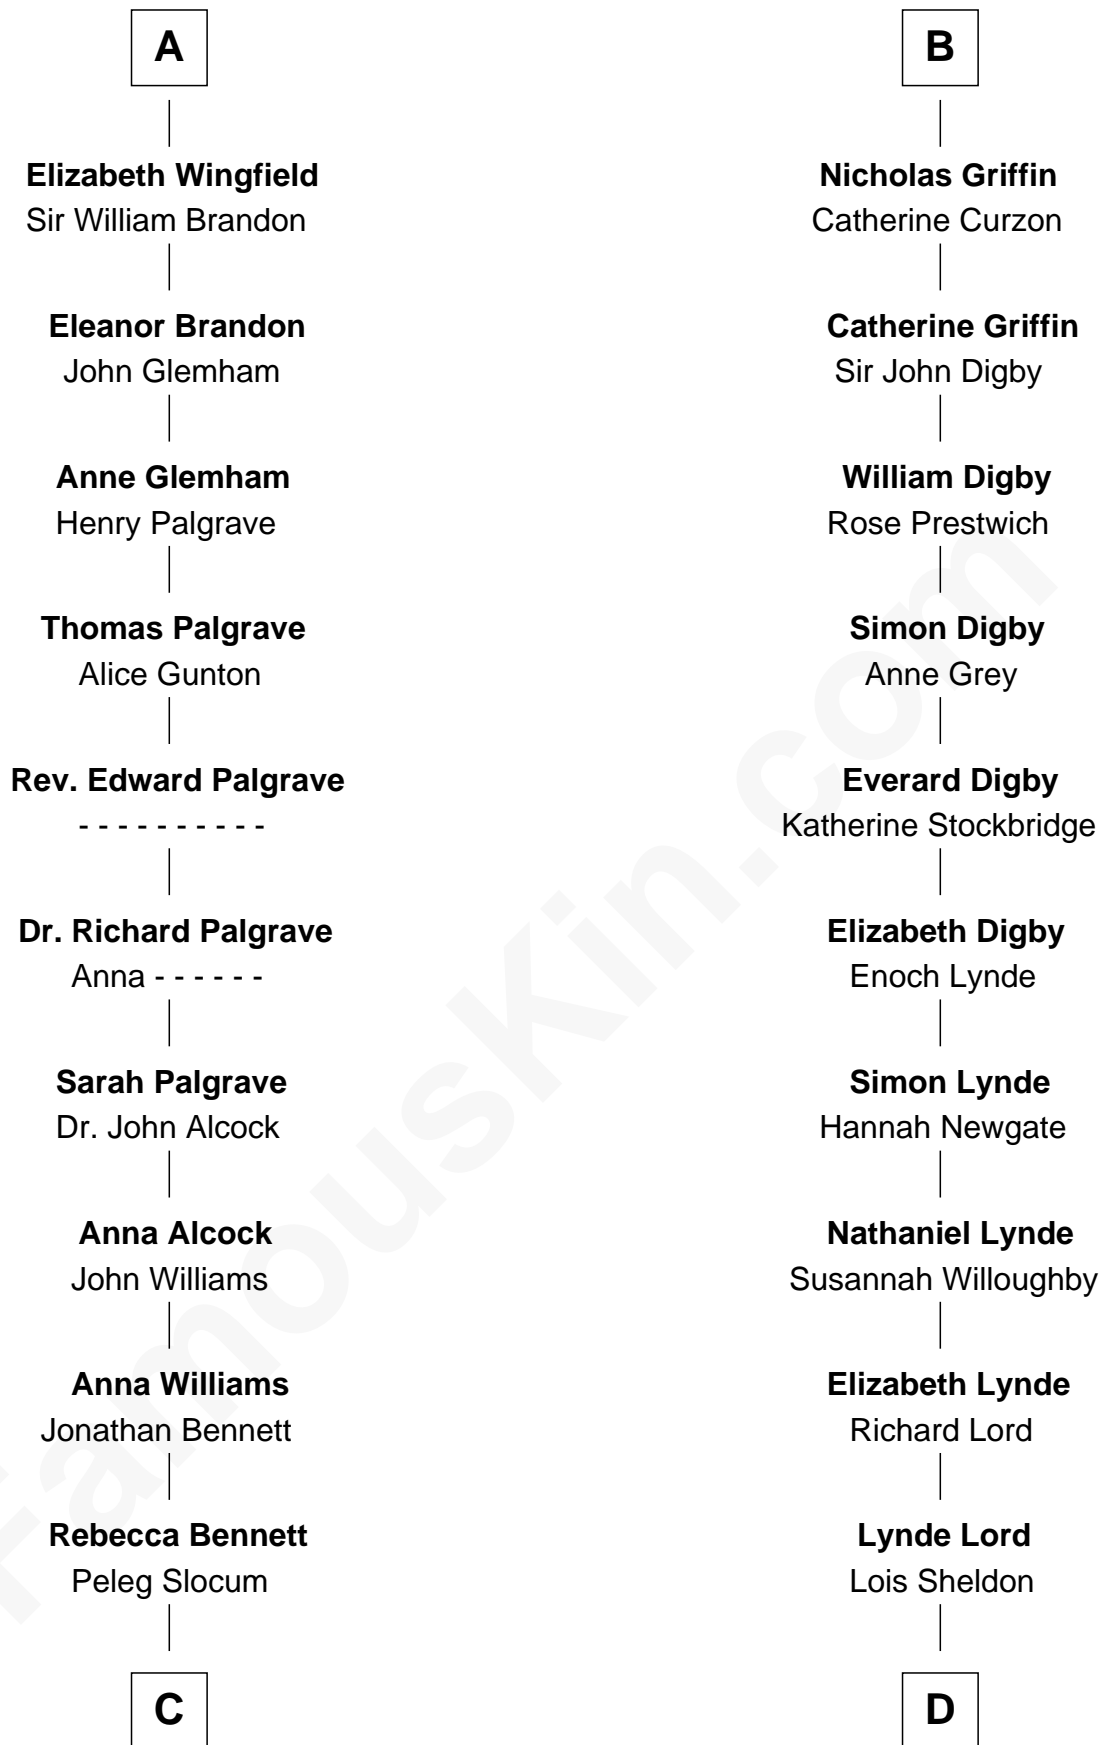 A
Elizabeth Wingfield
Sir William Brandon
Eleanor Brandon
John Glemham
Anne Glemham
Henry Palgrave
Thomas Palgrave
Alice Gunton
Rev. Edward Palgrave
- - - - - - - - - -
Dr. Richard Palgrave
Anna - - - - - -
Sarah Palgrave
Dr. John Alcock
Anna Alcock
John Williams
Anna Williams
Jonathan Bennett
Rebecca Bennett
Peleg Slocum
C
B
Nicholas Griffin
Catherine Curzon
Catherine Griffin
Sir John Digby
William Digby
Rose Prestwich
Simon Digby
Anne Grey
Everard Digby
Katherine Stockbridge
Elizabeth Digby
Enoch Lynde
Simon Lynde
Hannah Newgate
Nathaniel Lynde
Susannah Willoughby
Elizabeth Lynde
Richard Lord
Lynde Lord
Lois Sheldon
D
FamousKin.com